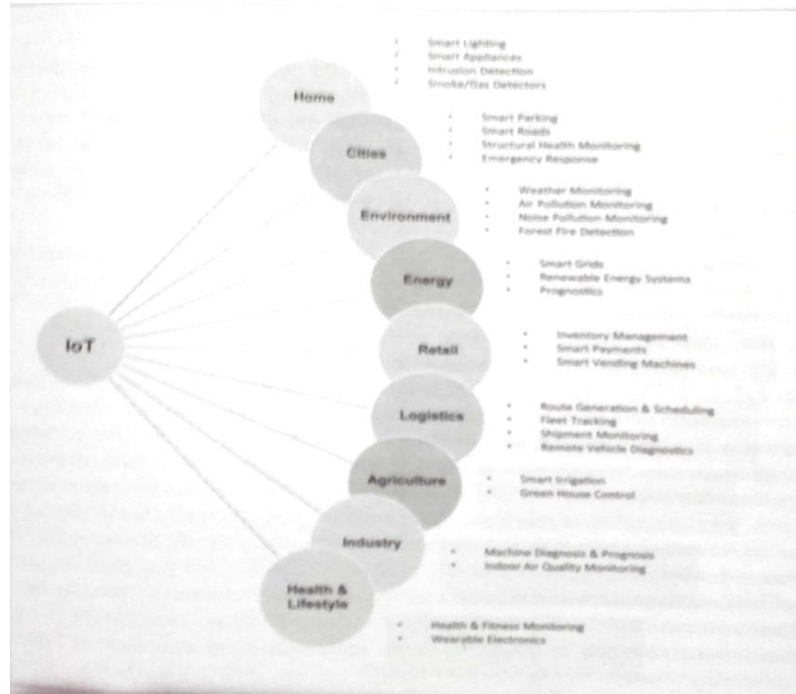 Smart Lighting
Smart Appliances
Intrusion Detection
Smoke/Gas Detectors
Home
Smart Parking
Smart Roads
Structural Health Monitoring
Emergency Response
Cities
Weather Monitoring
Air Pollution Monitoring
Noise Pollution Monitoring
Forest Fire Detection
Environment
Smart Grids
Renewable Energy Systems
Prognostics
Energy
IoT
Inventory Management
Smart Payments
Smart Vending Machines
Retail
Route Generation & Scheduling
Fleet Tracking
Shipment Monitoring
Remote Vehicle Diagnostics
Logistics
Smart Irrigation
Green House Control
Agriculture
Machine Diagnosis & Prognosis
Indoor Air Quality Monitoring
Industry
Health & Fitness Monitoring
Wearable Electronics
Health &
Lifestyle